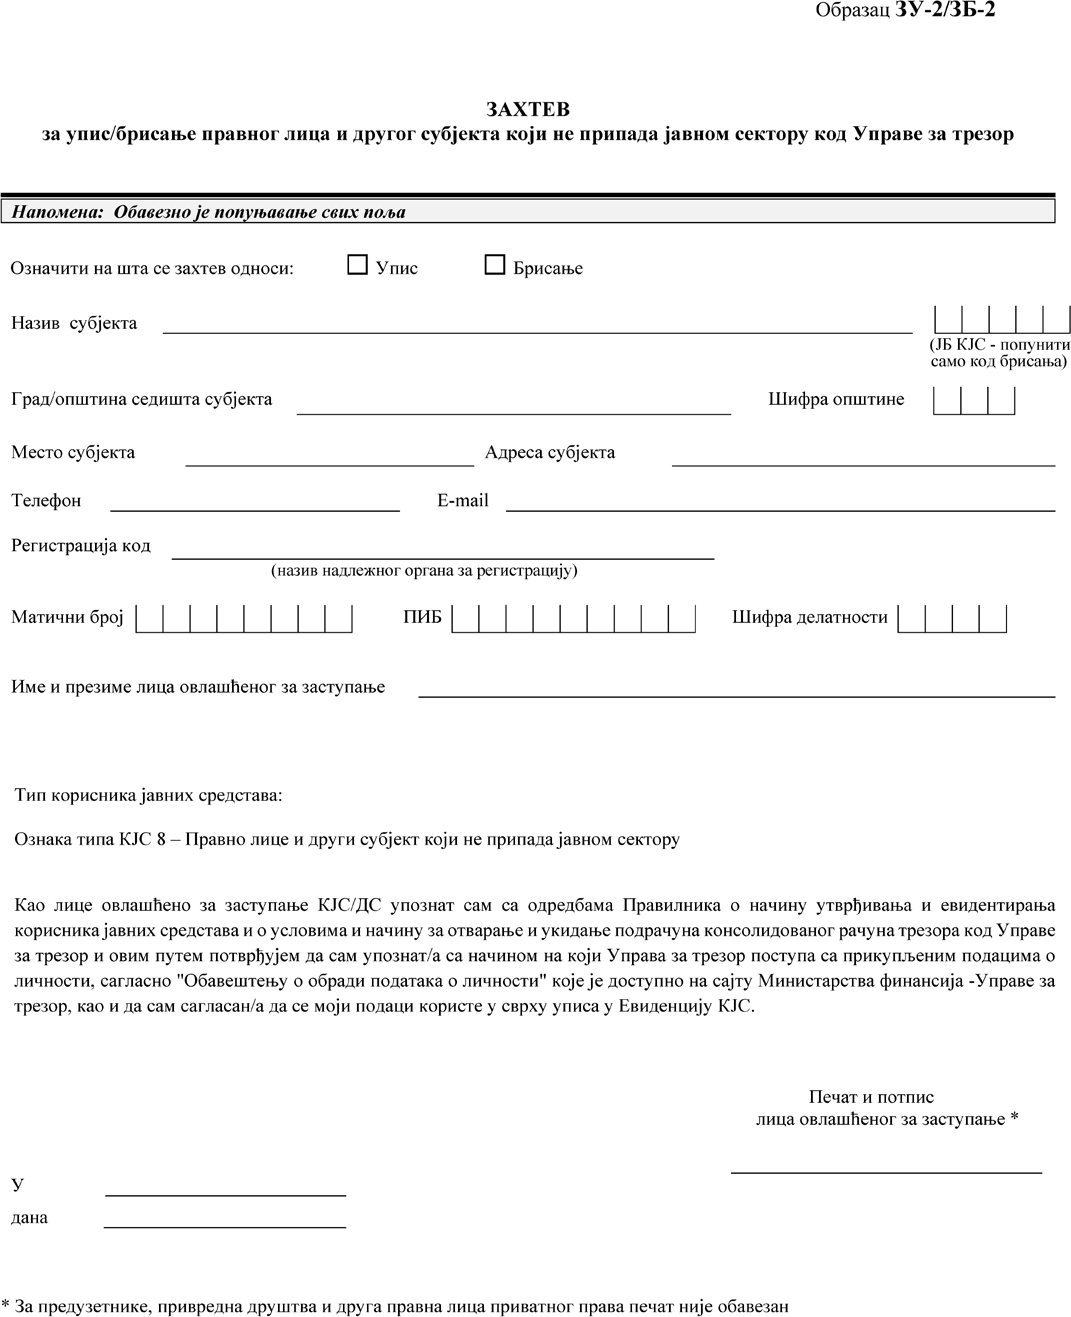 Образац ЗУ-2/ЗБ-2
ЗАХТЕВ
за упис/брисање правног лица и другог субјекта који не припада јавном сектору код Управе за трезор
Напомена: Обавезно је попуњавање свих поља
Означити на шта се захтев односи: Упис Брисање
Назив субјекта
(ЈБ КЈС - попунити
само код брисања)
Град/општина седишта субјекта Шифра општине
Место субјекта Адреса субјекта
Телефон E-mail
Регистрација код
(назив надлежног органа за регистрацију)
Матични број ПИБ Шифра делатности
Име и презиме лица овлашћеног за заступање
Тип корисника јавних средстава:
Ознака типа КЈС 8 – Правно лице и други субјект који не припада јавном сектору
Као лице овлашћено за заступање КЈС/ДС упознат сам са одредбама Правилника о начину утврђивања и евидентирања
корисника јавних средстава и о условима и начину за отварање и укидање подрачуна консолидованог рачуна трезора код Управе
за трезор и овим путем потврђујем да сам упознат/а са начином на који Управа за трезор поступа са прикупљеним подацима о
личности, сагласно "Обавештењу о обради података о личности" које је доступно на сајту Министарства финансија -Управе за
трезор, као и да сам сагласан/а да се моји подаци користе у сврху уписа у Евиденцију КЈС.
Печат и потпис
лица овлашћеног за заступање *
У
дана
* За предузетнике, привредна друштва и друга правна лица приватног права печат није обавезан